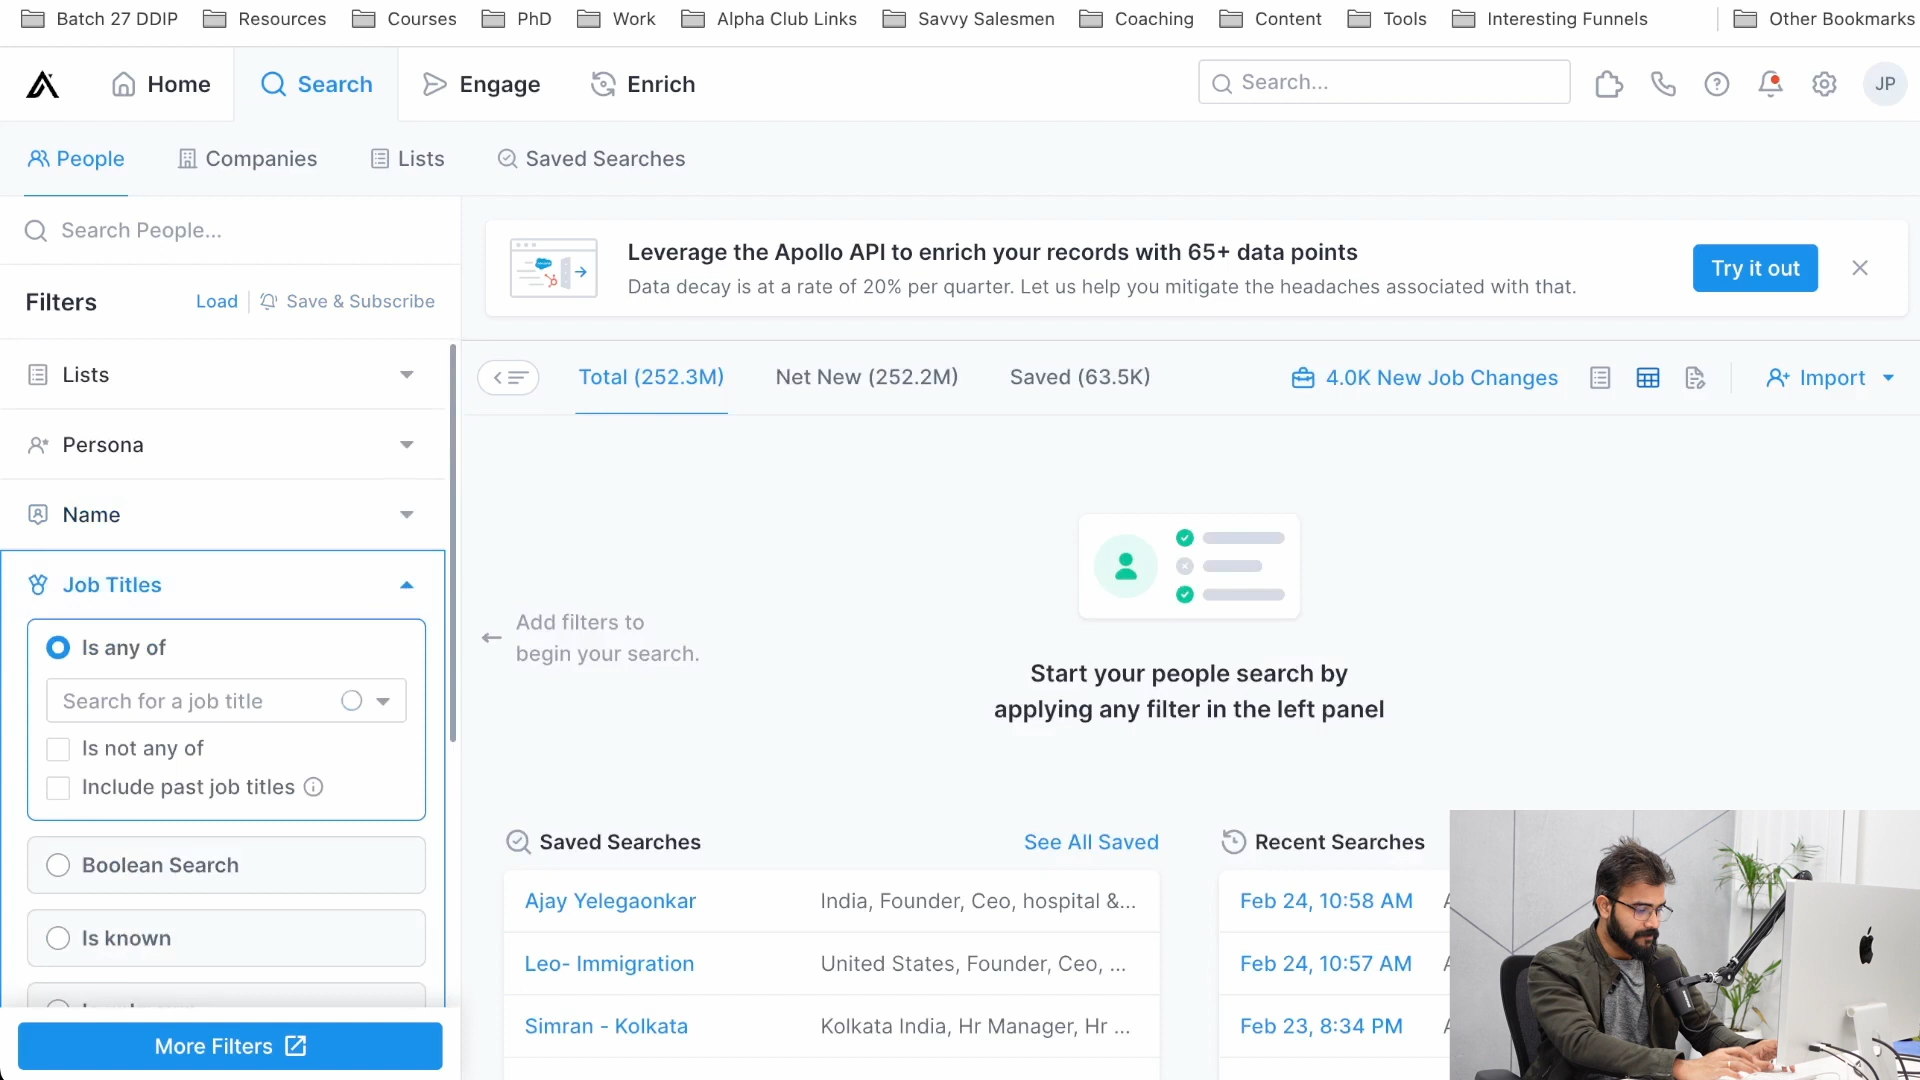 Batch 27 DDIP Resources Courses PhD Work Alpha Club Links Savvy Salesmen Coaching Content Tools Interesting Funnels Other Bookmarks
Home Search Engage Enrich Search... JP
People Companies Lists Saved Searches
Search People...
Filters Load Save & Subscribe
Lists
Persona
Name
Job Titles
Is any of
Search for a job title
Is not any of
Include past job titles
Boolean Search
Is known
More Filters
Leverage the Apollo API to enrich your records with 65+ data points
Data decay is at a rate of 20% per quarter. Let us help you mitigate the headaches associated with that.
Try it out
Total (252.3M) Net New (252.2M) Saved (63.5K) 4.0K New Job Changes Import
Add filters to
begin your search.
Start your people search by
applying any filter in the left panel
Saved Searches See All Saved
Ajay Yelegaonkar India, Founder, Ceo, hospital &...
Leo- Immigration United States, Founder, Ceo, ...
Simran - Kolkata Kolkata India, Hr Manager, Hr ...
Recent Searches
Feb 24, 10:58 AM
Feb 24, 10:57 AM
Feb 23, 8:34 PM